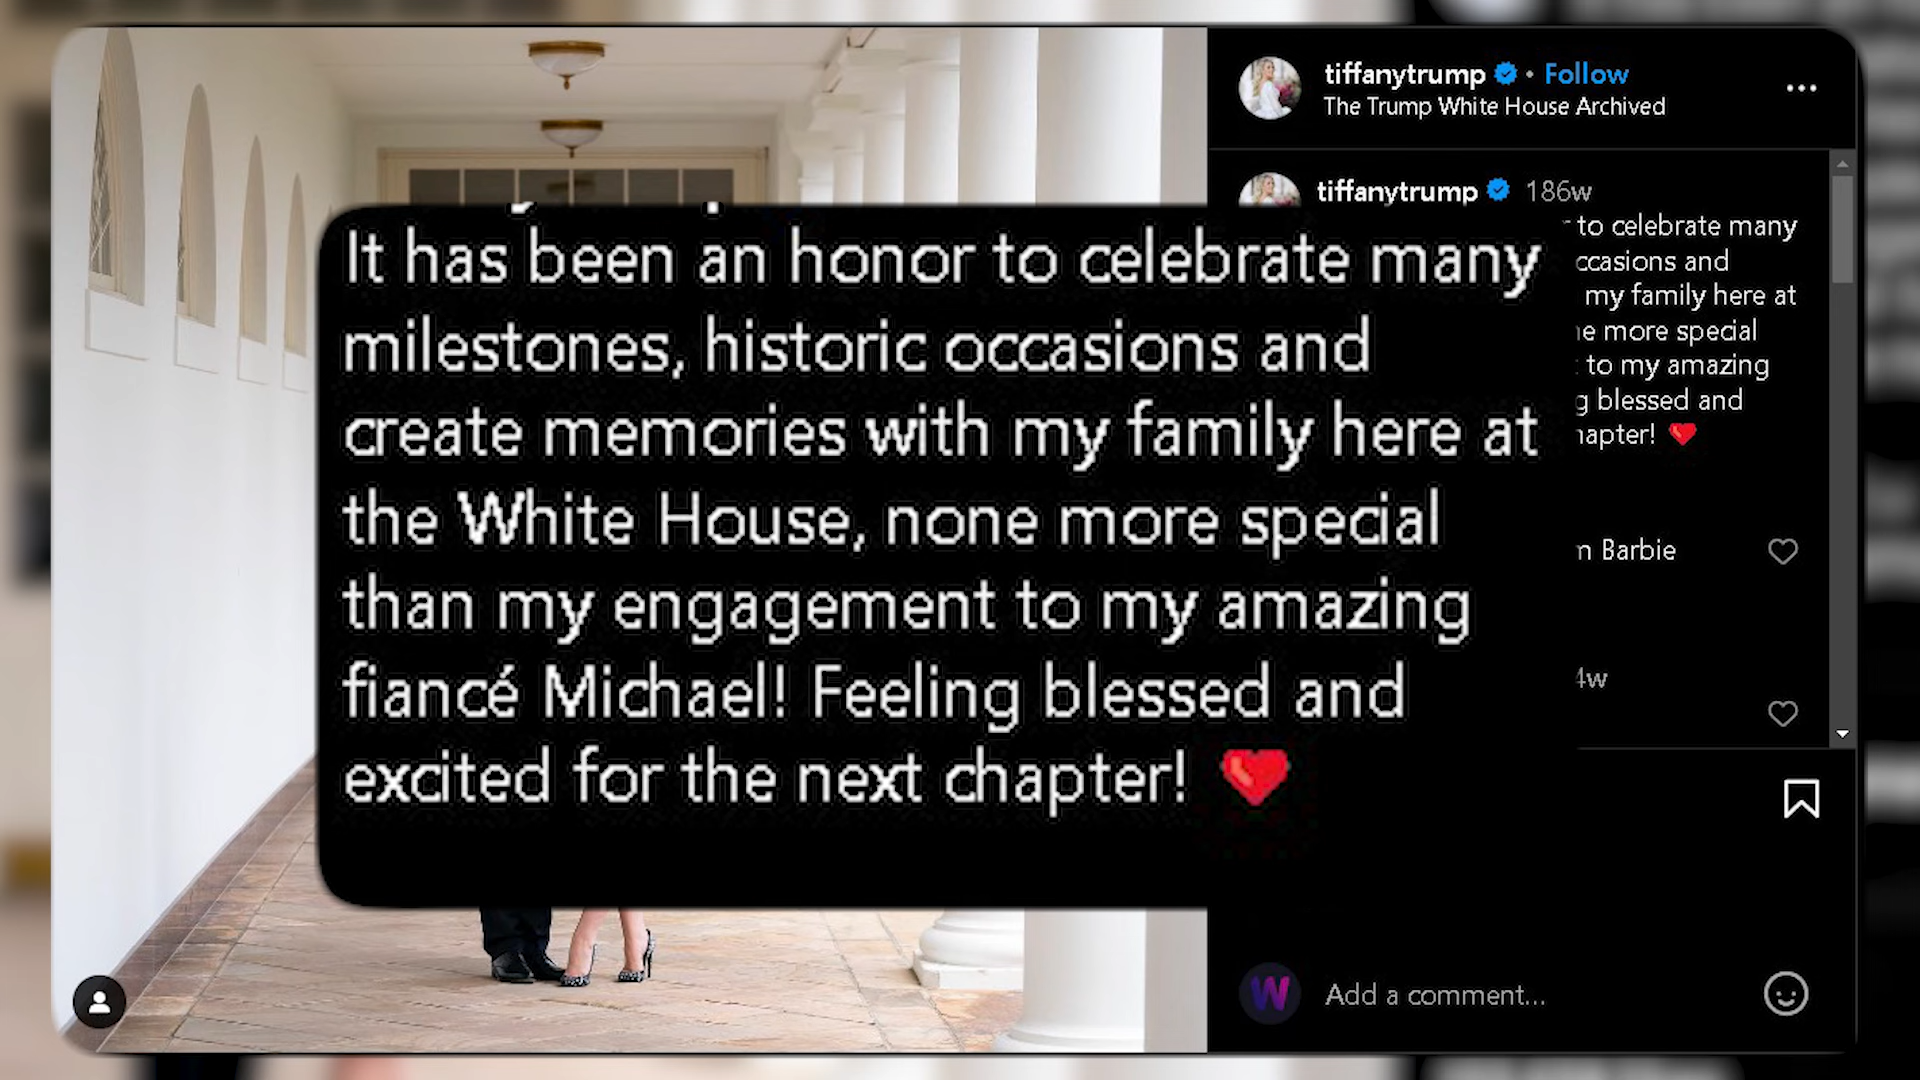 tiffanytrump • Follow
The Trump White House Archived
tiffanytrump 186w
to celebrate many
and
my family here at
more special
to my amazing
blessed and
It has been an honor to celebrate many
milestones, historic occasions and
create memories with my family here at
the White House, none more special
than my engagement to my amazing
fiancé Michael! Feeling blessed and
excited for the next chapter! ❤️
Barbie
W
Add a comment...